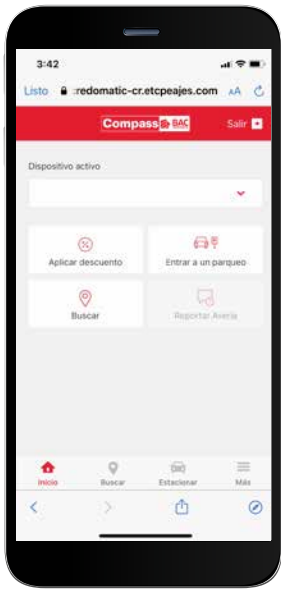 3:42
Listo :redomatic-cr.etcpeajes.com AA
Compass BAC Salir
Dispositivo activo
Aplicar descuento Entrar a un parqueo
Buscar Reportar Avería
Inicio Buscar Estacionar Más